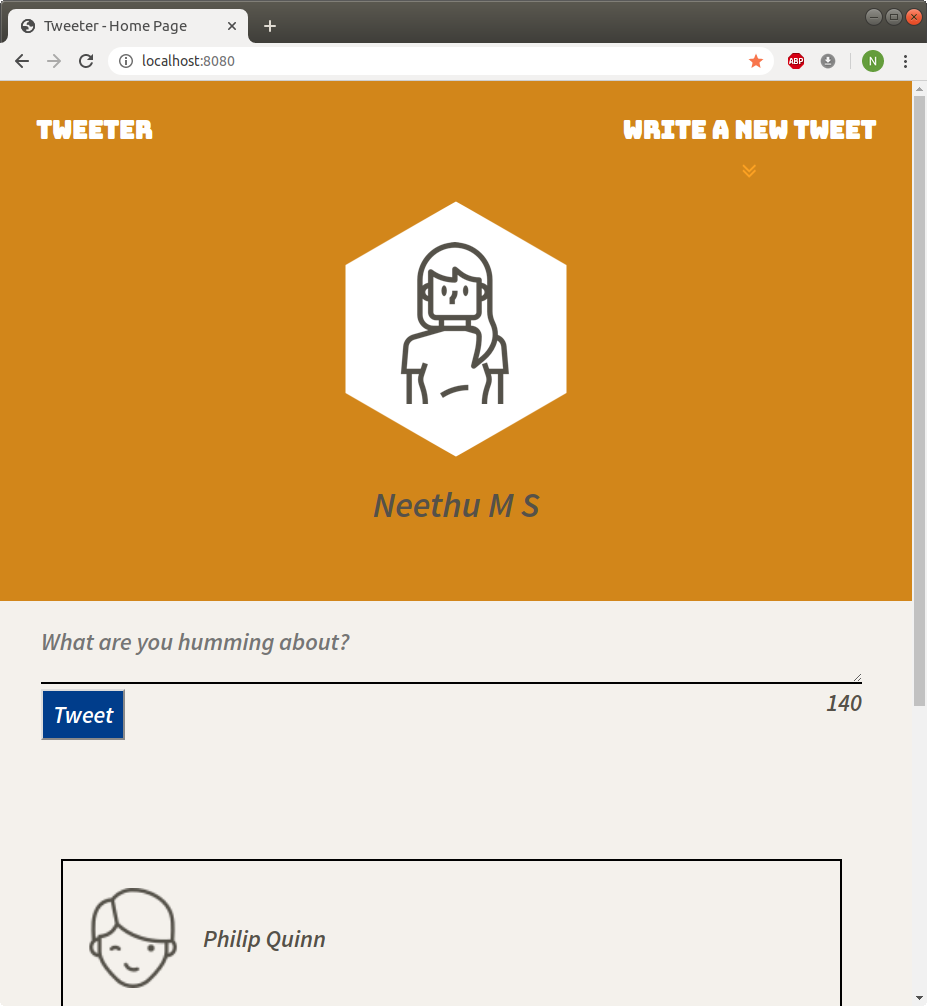 Tweeter - Home Page
localhost:8080
ABP
N
TWEETER
WRITE A NEW TWEET
Neethu M S
What are you humming about?
Tweet
140
Philip Quinn